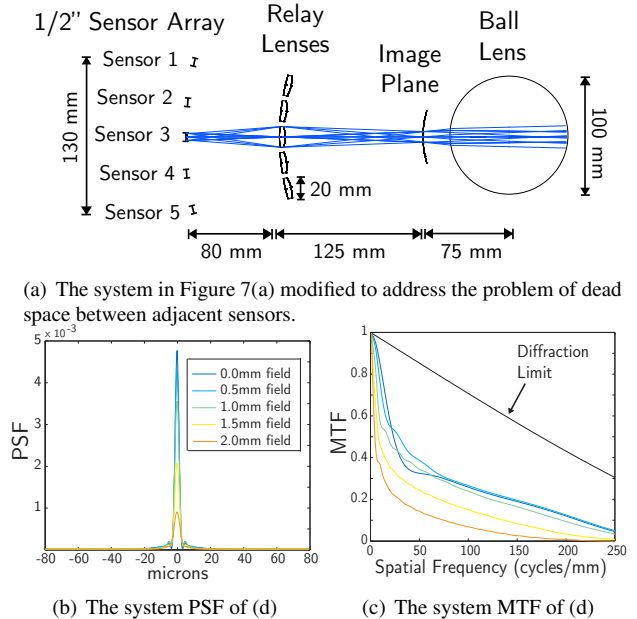 1/2” Sensor Array
Relay
Lenses
Image
Plane
Ball
Lens
Sensor 1
Sensor 2
Sensor 3
Sensor 4
Sensor 5
130 mm
20 mm
100 mm
80 mm
125 mm
75 mm
(a) The system in Figure 7(a) modified to address the problem of dead
space between adjacent sensors.
x 10⁻³
5
4
3
2
1
PSF
0.0mm field
0.5mm field
1.0mm field
1.5mm field
2.0mm field
-80 -60 -40 -20 0 20 40 60 80
microns
(b) The system PSF of (d)
1
0.8
0.6
0.4
0.2
0
MTF
Diffraction
Limit
0 50 100 150 200 250
Spatial Frequency (cycles/mm)
(c) The system MTF of (d)